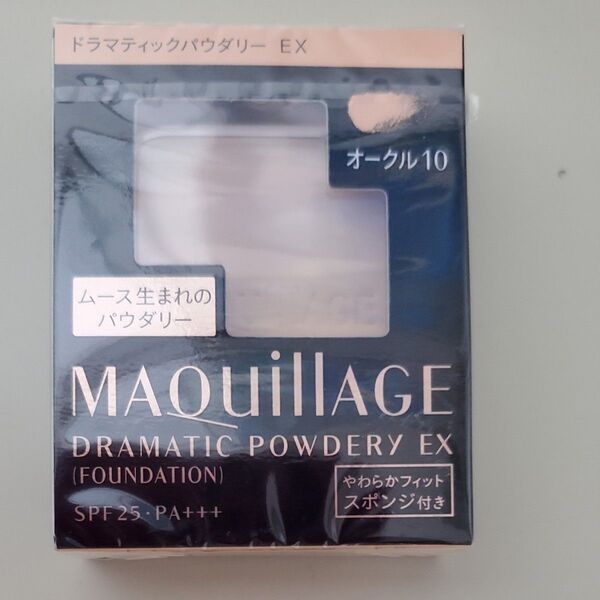 ドラマティックパウダリー EX
オークル10
ムース生まれの
パウダリー
MAQuillAGE
DRAMATIC POWDERY EX
(FOUNDATION)
SPF25・PA+++
やわらかフィット
スポンジ付き